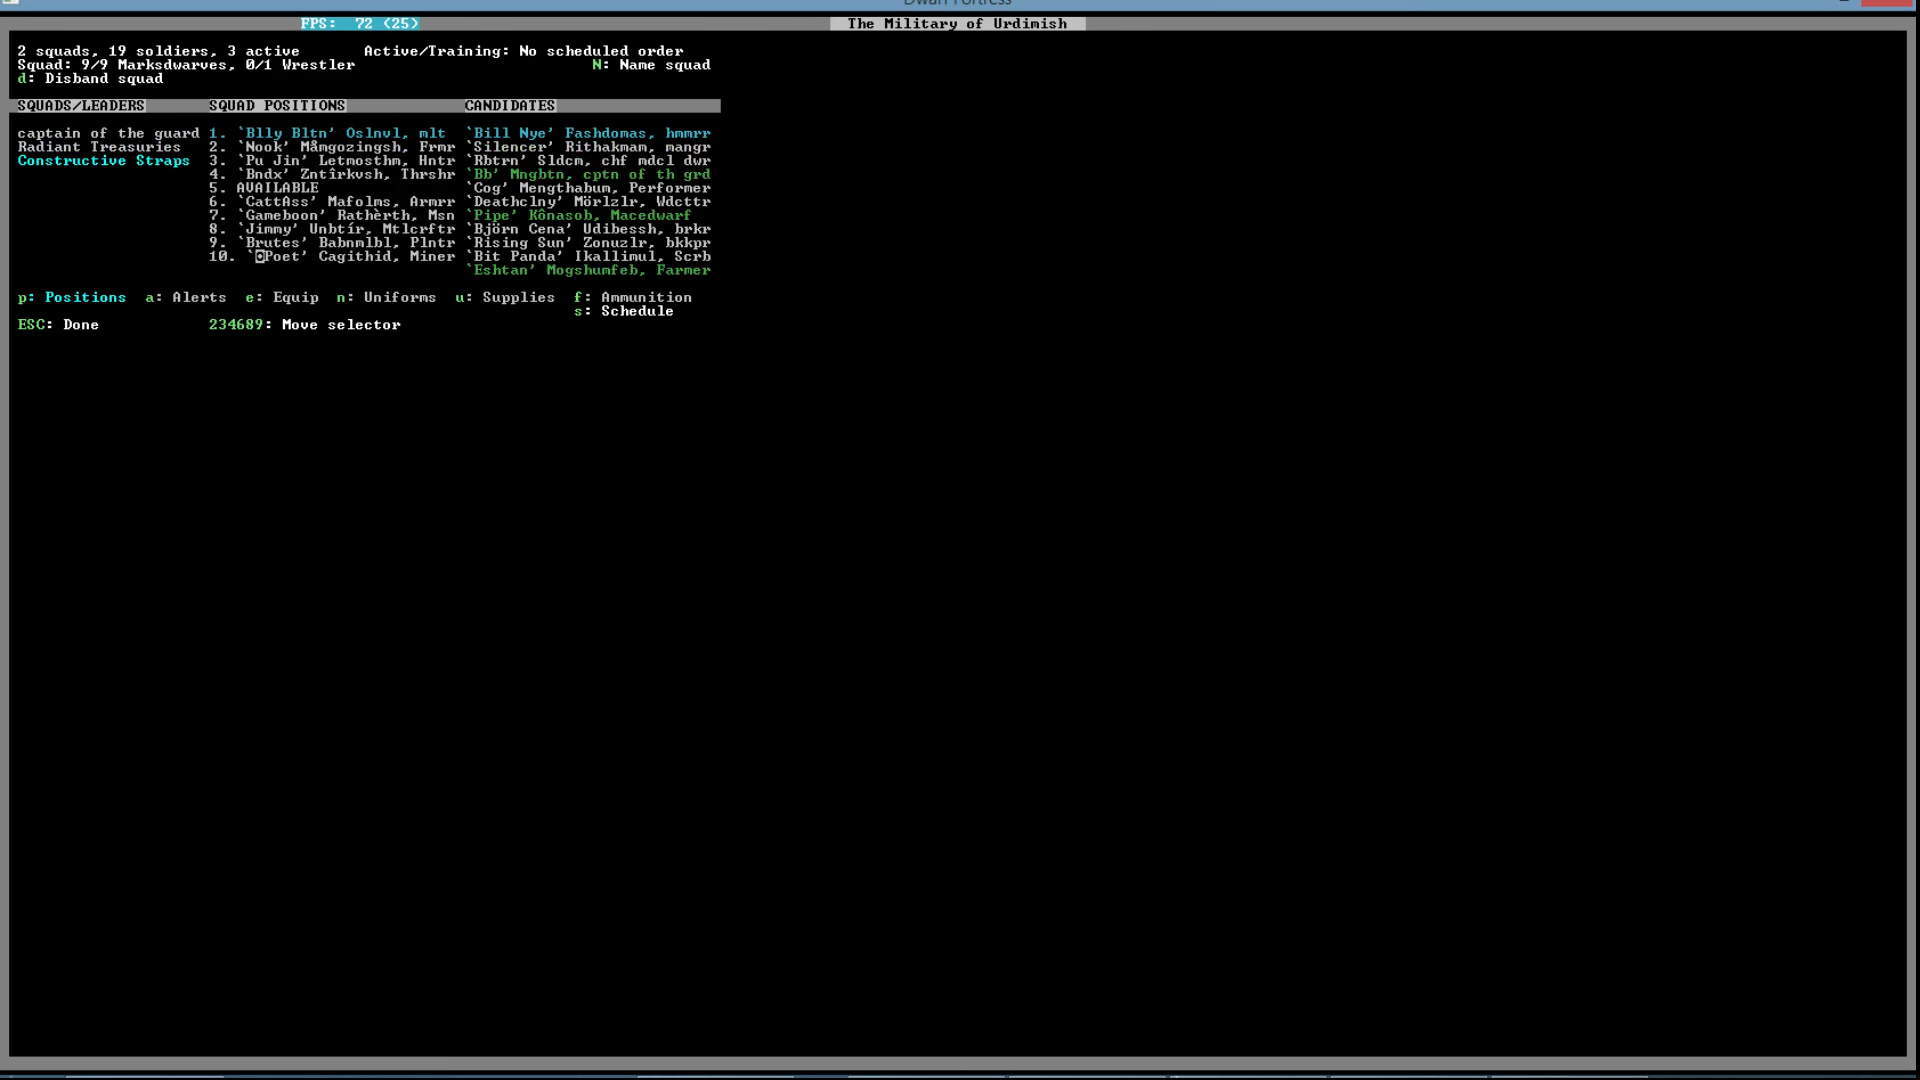 Dwarf Fortress
FPS: 72 (25)
The Military of Urdimish
2 squads, 19 soldiers, 3 active Active/Training: No scheduled order
Squad: 9/9 Marksdwarves, 0/1 Wrestler N: Name squad
d: Disband squad
SQUADS/LEADERS SQUAD POSITIONS CANDIDATES
captain of the guard 1. `Blly Bltn' Oslnvl, mlt `Bill Nye' Fashdomas, hmmrr
Radiant Treasuries 2. `Nook' Måmgozingsh, Frmr `Silencer' Rithakmam, mangr
Constructive Straps 3. `Pu Jin' Letmosthm, Hntr `Rbtrn' Sldcm, chf mdcl dwr
4. `Bndx' Zntîrkvsh, Thrshr `Bb' Mngbtn, cptn of th grd
5. AVAILABLE `Cog' Mengthabum, Performer
6. `CattAss' Mafolms, Armrr `Deathclny' Mörlzlr, Wdcttr
7. `Gameboon' Rathèrth, Msn `Pipe' Kônasob, Macedwarf
8. `Jimmy' Unbtír, Mtlcrftr `Björn Cena' Udibessh, brkr
9. `Brutes' Babnmlbl, Plntr `Rising Sun' Zonuzlr, bkkpr
10. `◘Poet' Cagithid, Miner `Bit Panda' Ikallimul, Scrb
`Eshtan' Mogshumfeb, Farmer
p: Positions a: Alerts e: Equip n: Uniforms u: Supplies f: Ammunition
s: Schedule
ESC: Done 234689: Move selector